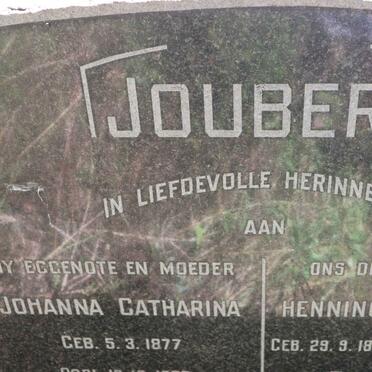 JOUBER
IN LIEFDEVOLLE HERINNE
AAN
Y EGGENOTE EN MOEDER ONS D
JOHANNA CATHARINA HENNING
GEB. 5.3.1877 GEB. 29.9.18